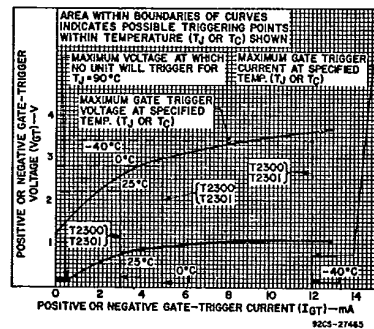 AREA WITHIN BOUNDARIES OF CURVES
INDICATES POSSIBLE TRIGGERING POINTS
WITHIN TEMPERATURE (TJ OR TC) SHOWN
MAXIMUM VOLTAGE AT WHICH
NO UNIT WILL TRIGGER FOR
TJ=90°C
MAXIMUM GATE TRIGGER
CURRENT AT SPECIFIED
TEMP. (TJ OR TC)
MAXIMUM GATE TRIGGER
VOLTAGE AT SPECIFIED
TEMP. (TJ OR TC)
POSITIVE OR NEGATIVE GATE-TRIGGER
VOLTAGE (VGT)—V
4
3
2
1
-40°C
0°C
25°C
T2300
T2301
T2300
T2301
T2300
T2301
25°C
0°C
-40°C
0 2 4 6 8 10 12 14
POSITIVE OR NEGATIVE GATE-TRIGGER CURRENT (IGT)—mA
92CS-27465